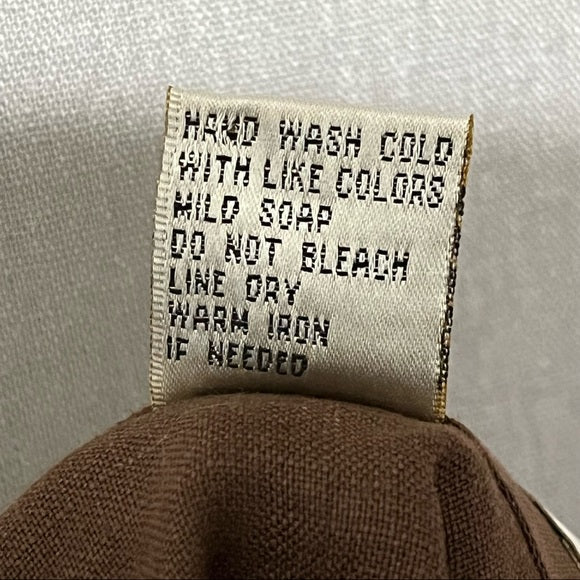 HAND WASH COLD
WITH LIKE COLORS
MILD SOAP
DO NOT BLEACH
LINE DRY
WARM IRON
IF NEEDED